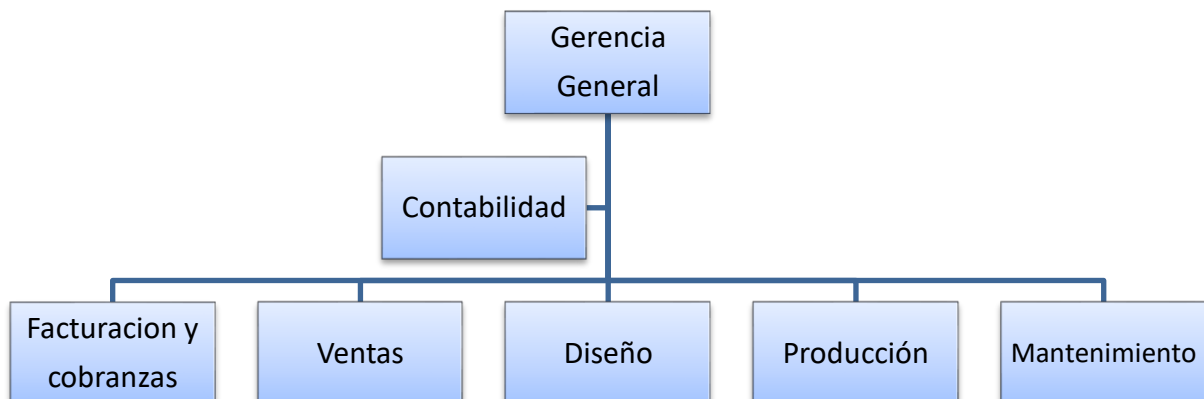 Gerencia
General
Contabilidad
Facturacion y
cobranzas
Ventas
Diseño
Producción
Mantenimiento